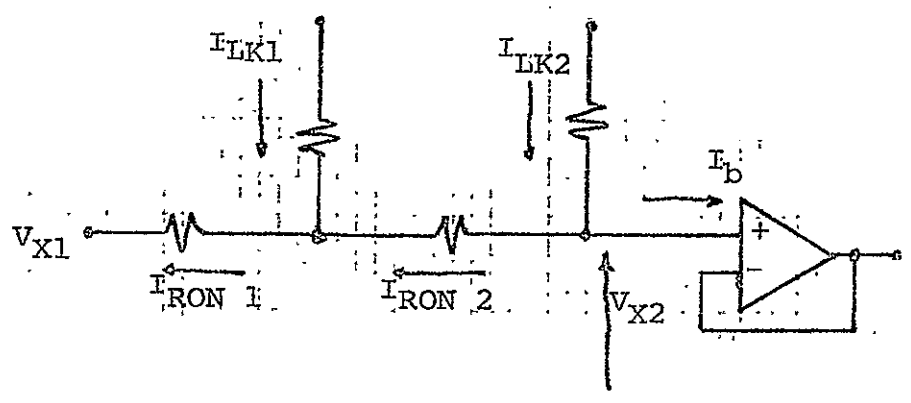 I_LK1
I_LK2
I_b
V_X1
I_RON 1
I_RON 2
V_X2
+
-